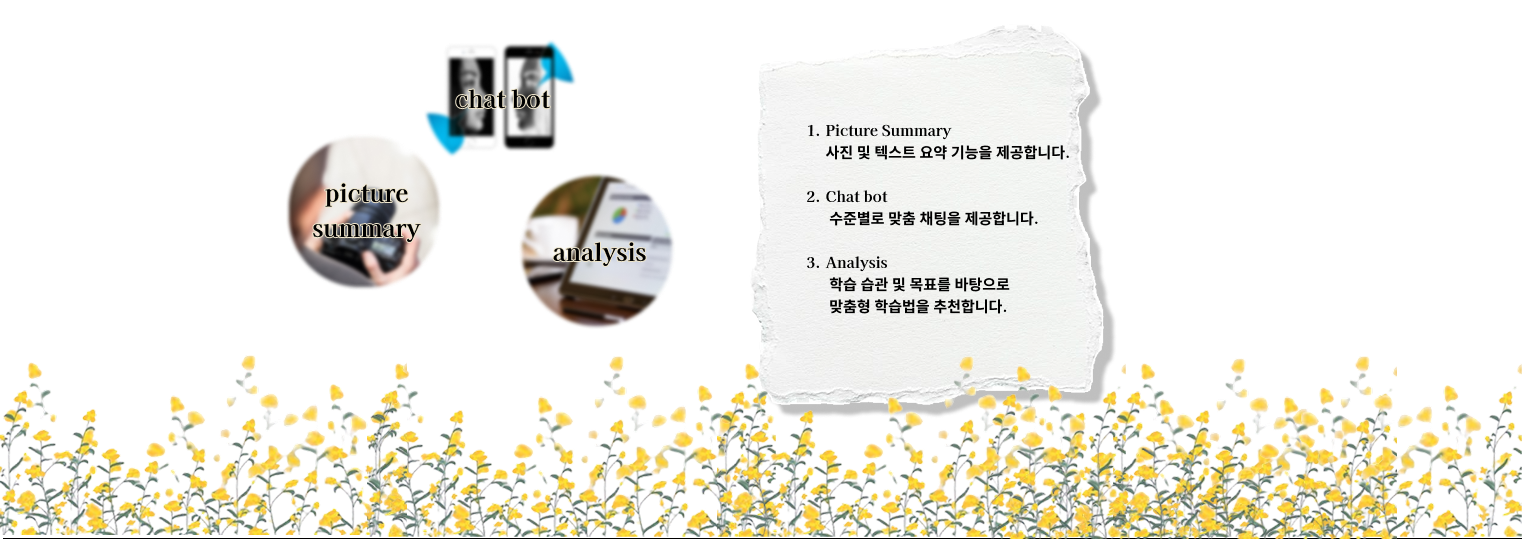 chat bot
picture
summary
analysis
1. Picture Summary
사진 및 텍스트 요약 기능을 제공합니다.
2. Chat bot
수준별로 맞춤 채팅을 제공합니다.
3. Analysis
학습 습관 및 목표를 바탕으로
맞춤형 학습법을 추천합니다.